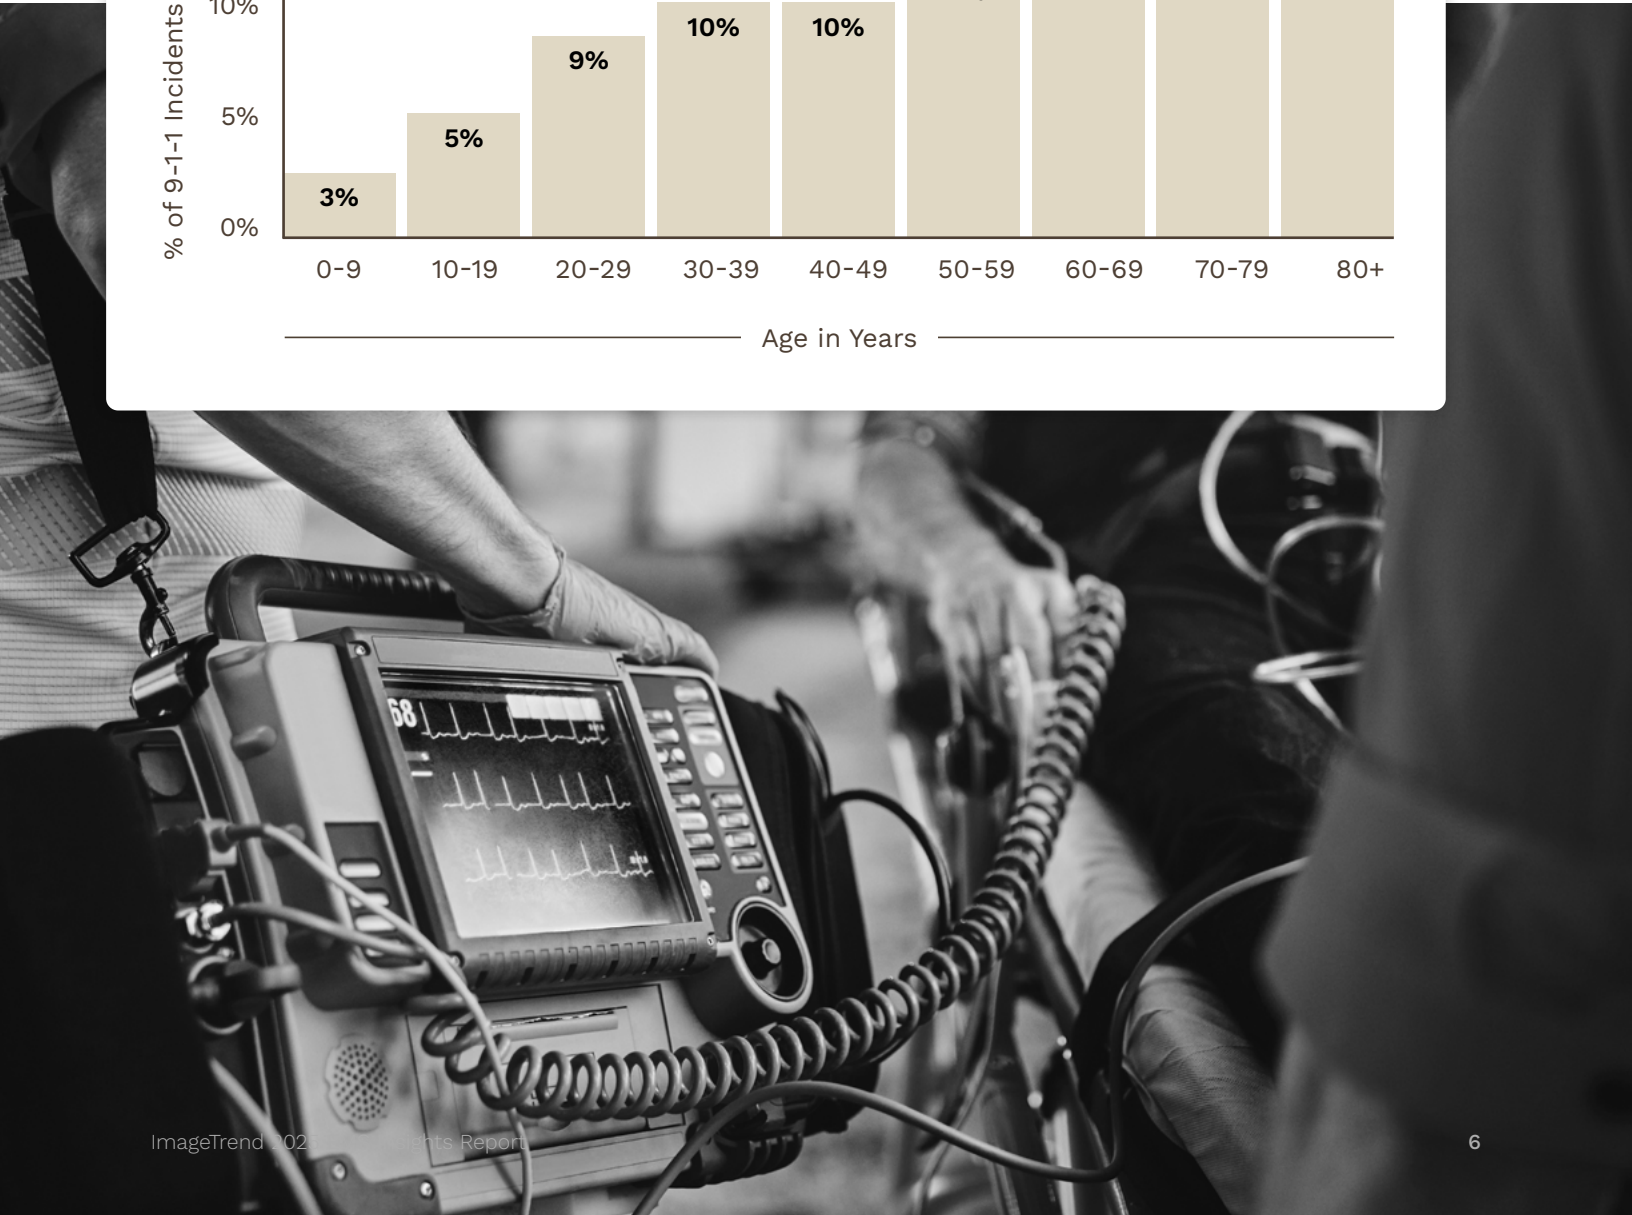 10%
% of 9-1-1 Incidents
10%
10%
9%
5%
5%
3%
0%
0-9 10-19 20-29 30-39 40-49 50-59 60-69 70-79 80+
Age in Years
68
ImageTrend Report
6